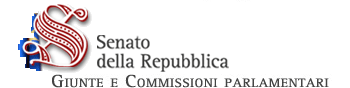 Senato
della Repubblica
GIUNTE E COMMISSIONI PARLAMENTARI